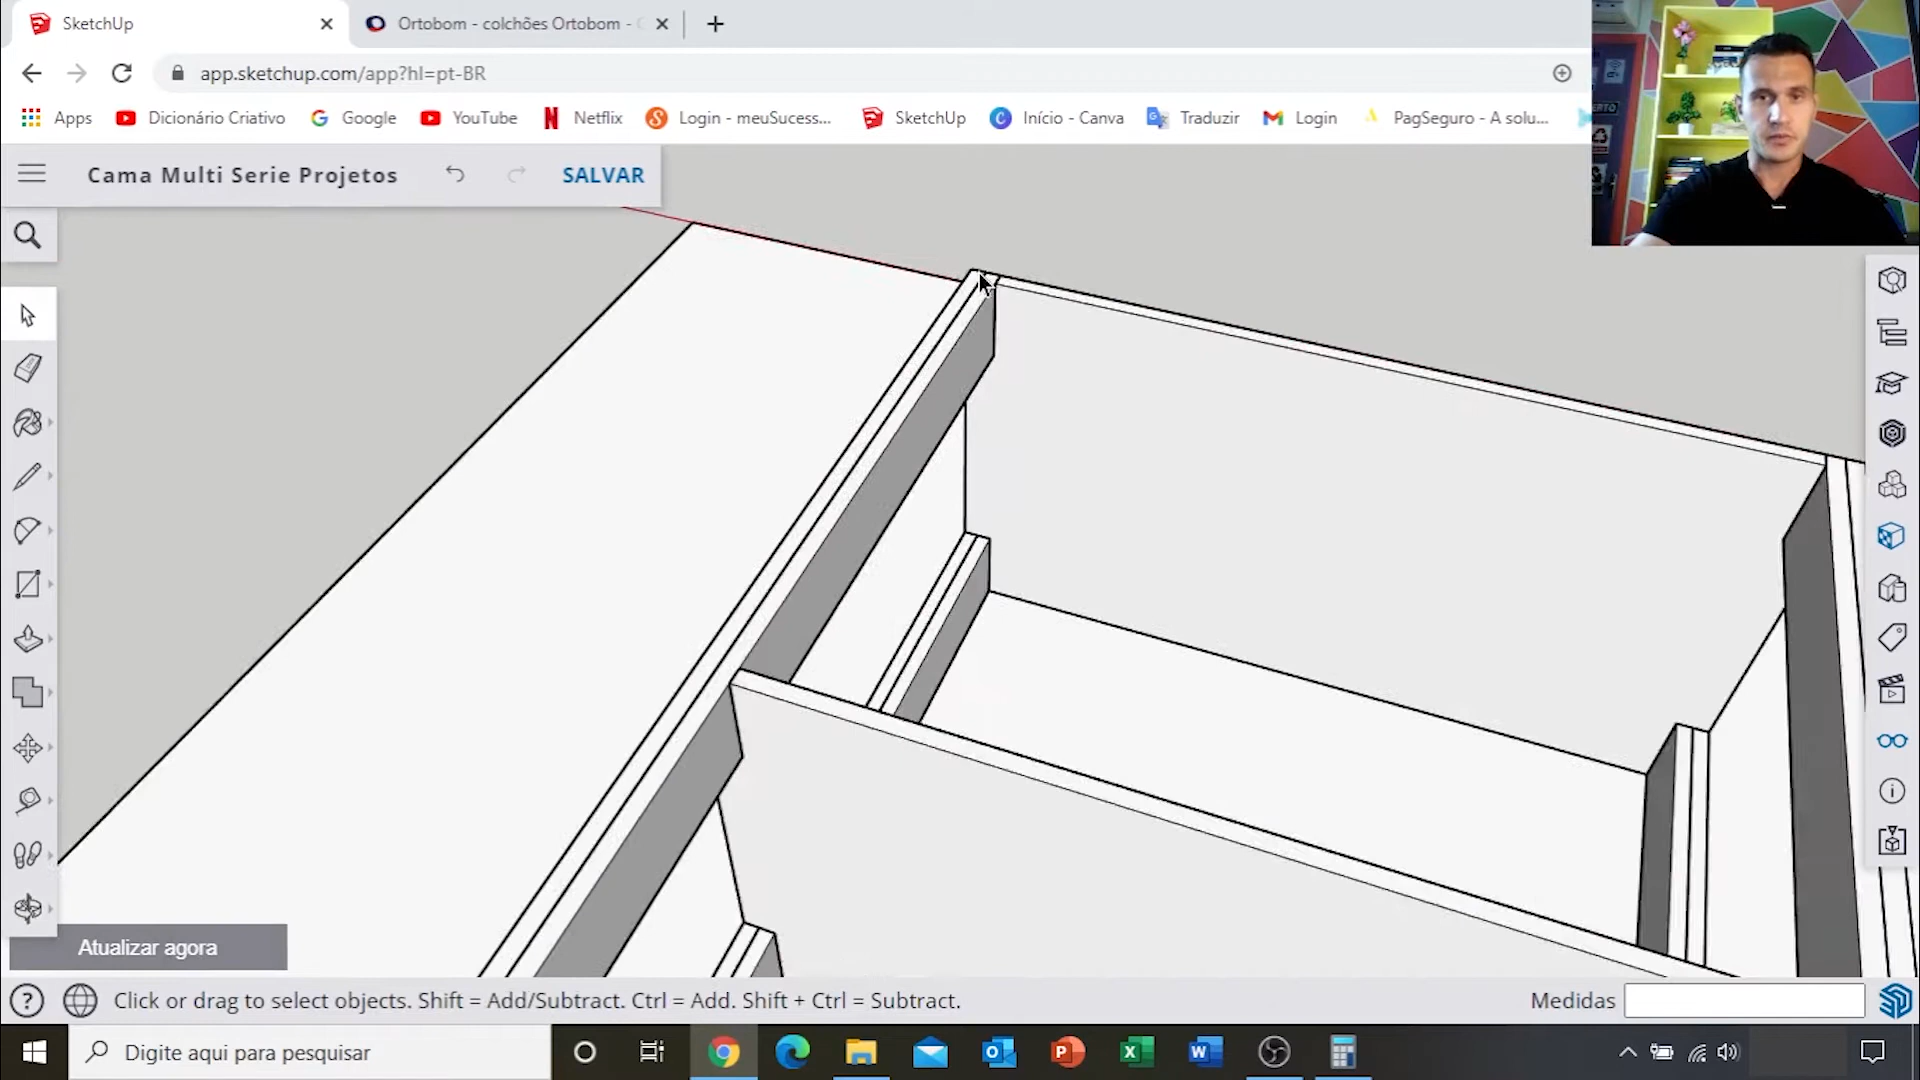 SketchUp
Ortobom - colchões Ortobom -
app.sketchup.com/app?hl=pt-BR
Apps
Dicionário Criativo
Google
YouTube
Netflix
Login - meuSucess...
SketchUp
Início - Canva
Traduzir
Login
PagSeguro - A solu...
Cama Multi Serie Projetos
SALVAR
Atualizar agora
Click or drag to select objects. Shift = Add/Subtract. Ctrl = Add. Shift + Ctrl = Subtract.
Medidas
Digite aqui para pesquisar